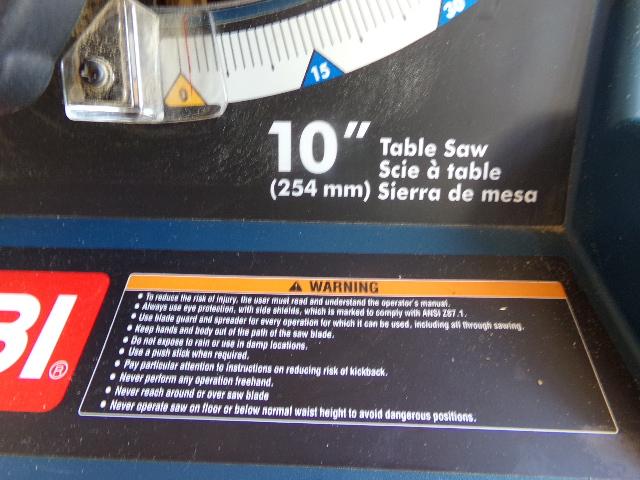 30
15
0
10" Table Saw
Scie à table
(254 mm) Sierra de mesa
BI®
WARNING
• To reduce the risk of injury, the user must read and understand the operator's manual.
• Always use eye protection, with side shields, which is marked to comply with ANSI Z87.1.
• Use blade guard and spreader for every operation for which it can be used, including all through sawing.
• Keep hands and body out of the path of the saw blade.
• Do not expose to rain or use in damp locations.
• Use a push stick when required.
• Pay particular attention to instructions on reducing risk of kickback.
• Never perform any operation freehand.
• Never reach around or over saw blade
• Never operate saw on floor or below normal waist height to avoid dangerous positions.